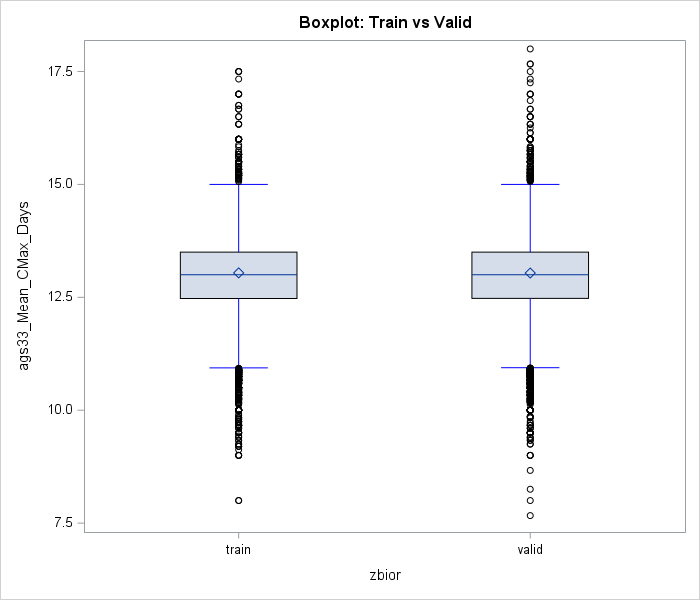 Boxplot: Train vs Valid
17.5
15.0
12.5
10.0
7.5
ags33_Mean_CMax_Days
train
valid
zbior